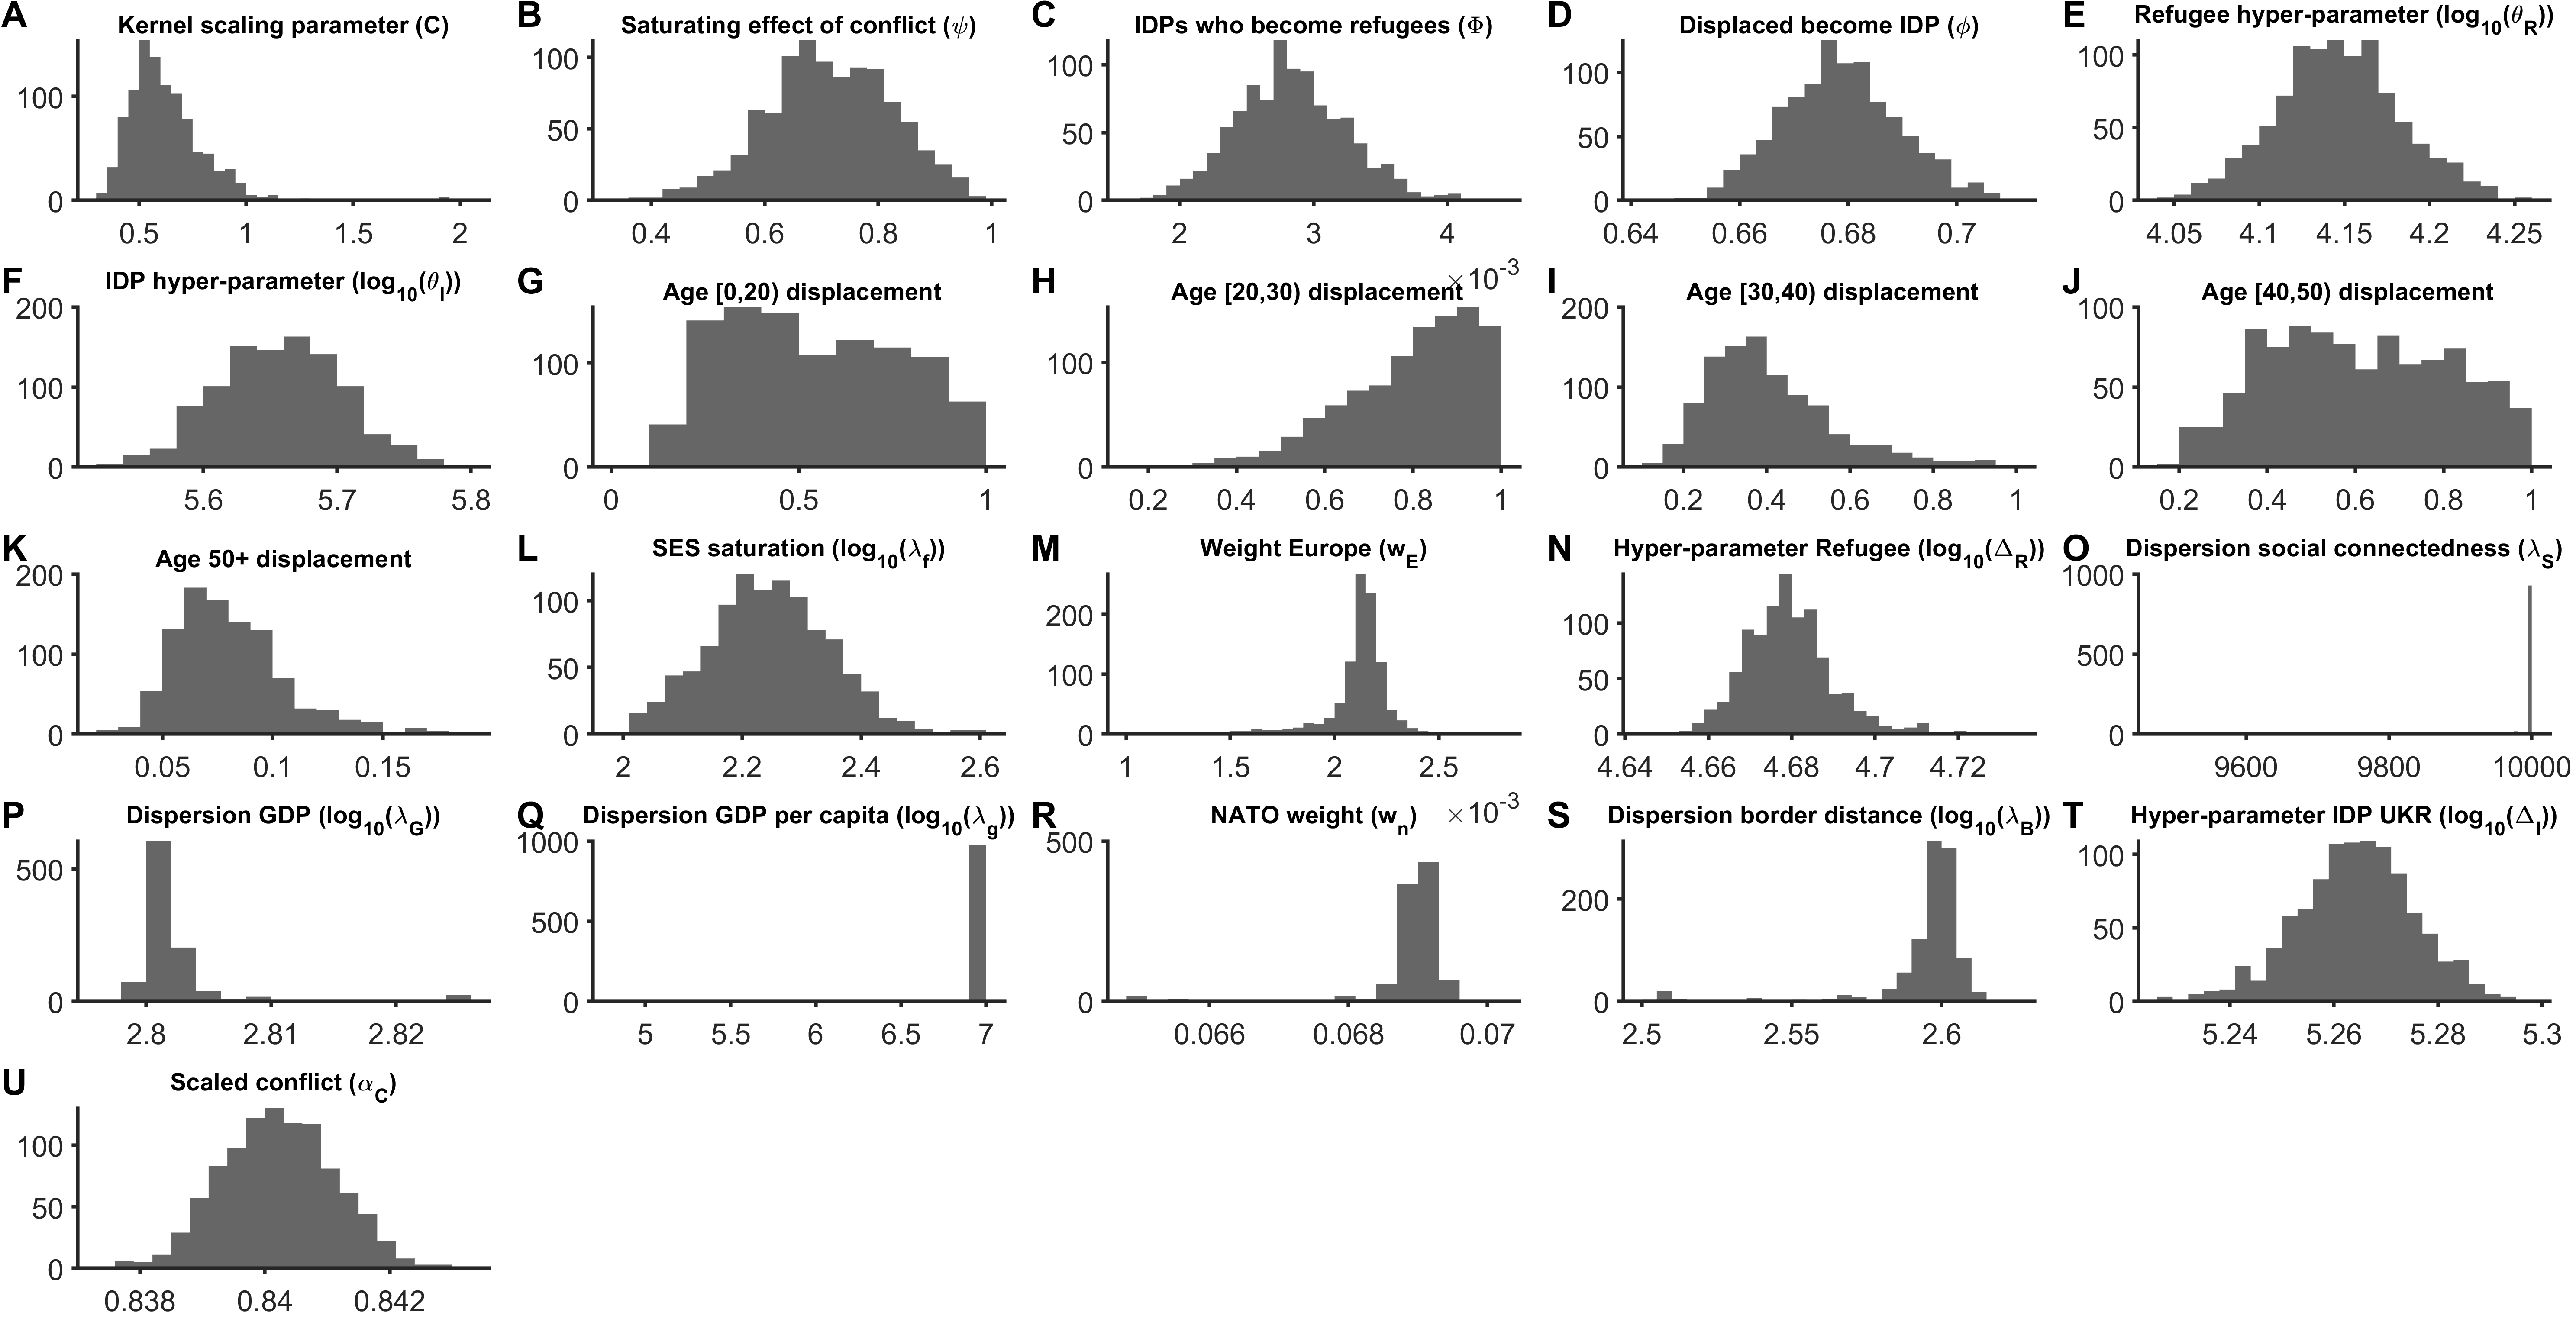 A Kernel scaling parameter (C)
100
0
0.5 1 1.5 2
B Saturating effect of conflict (ψ)
100
50
0
0.4 0.6 0.8 1
C IDPs who become refugees (Φ)
100
50
0
2 3 4
D Displaced become IDP (ϕ)
100
50
0
0.64 0.66 0.68 0.7
E Refugee hyper-parameter (log10(θR))
100
50
0
4.05 4.1 4.15 4.2 4.25
F IDP hyper-parameter (log10(θI))
200
100
0
5.6 5.7 5.8
G Age [0,20) displacement
100
0
0 0.5 1
H Age [20,30) displacement
100
0
0.2 0.4 0.6 0.8 1
×10-3
I Age [30,40) displacement
200
100
0
0.2 0.4 0.6 0.8 1
J Age [40,50) displacement
100
50
0
0.2 0.4 0.6 0.8 1
K Age 50+ displacement
200
100
0
0.05 0.1 0.15
L SES saturation (log10(λf))
100
50
0
2 2.2 2.4 2.6
M Weight Europe (wE)
200
100
0
1 1.5 2 2.5
N Hyper-parameter Refugee (log10(ΔR))
100
50
0
4.64 4.66 4.68 4.7 4.72
O Dispersion social connectedness (λS)
1000
500
0
9600 9800 10000
P Dispersion GDP (log10(λG))
500
0
2.8 2.81 2.82
Q Dispersion GDP per capita (log10(λg))
1000
500
0
5 5.5 6 6.5 7
R NATO weight (wn) ×10-3
500
0
0.066 0.068 0.07
S Dispersion border distance (log10(λB))
200
0
2.5 2.55 2.6
T Hyper-parameter IDP UKR (log10(ΔI))
100
50
0
5.24 5.26 5.28 5.3
U Scaled conflict (αC)
100
50
0
0.838 0.84 0.842